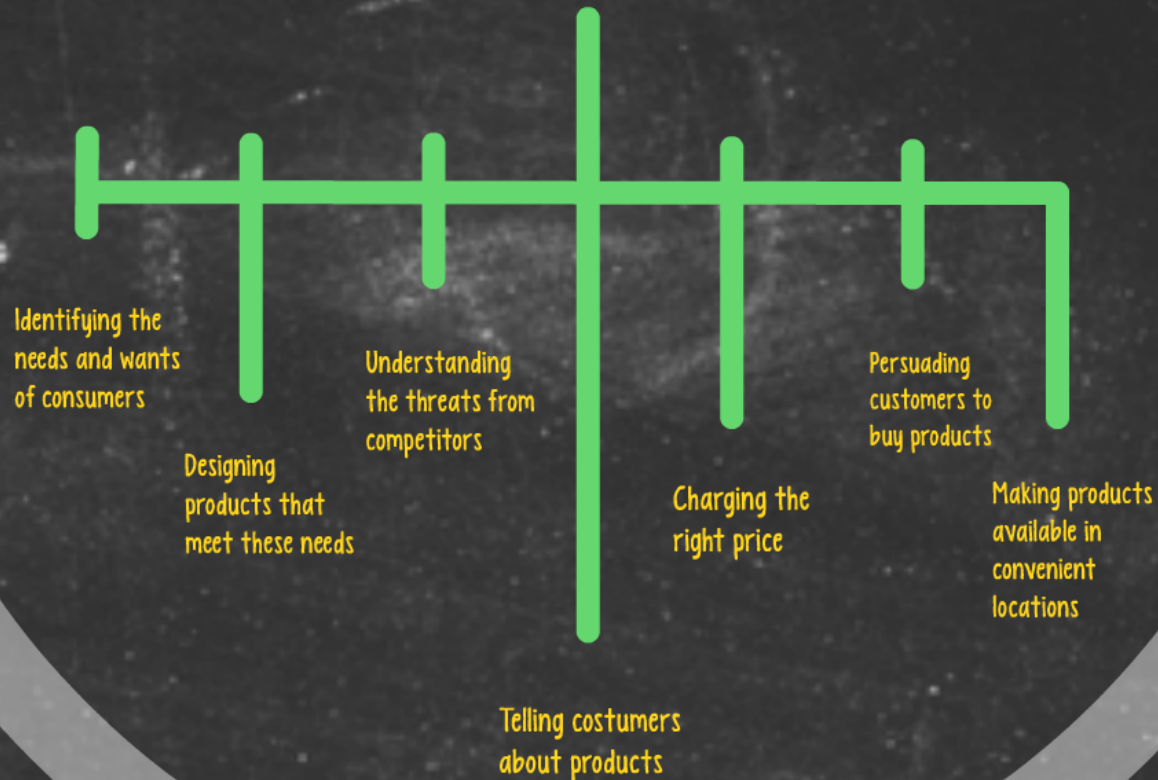 Identifying the
needs and wants
of consumers
Designing
products that
meet these needs
Understanding
the threats from
competitors
Telling costumers
about products
Charging the
right price
Persuading
customers to
buy products
Making products
available in
convenient
locations